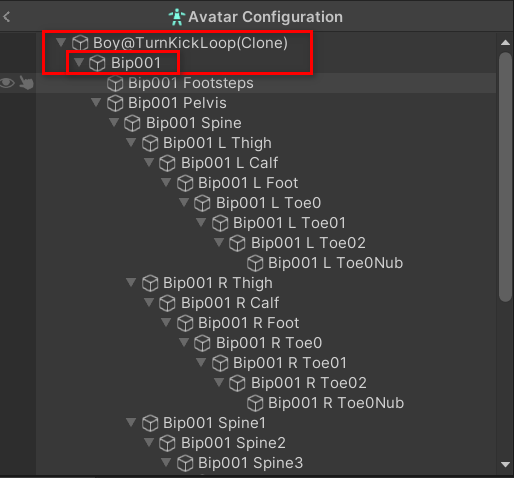 Avatar Configuration
Boy@TurnKickLoop(Clone)
Bip001
Bip001 Footsteps
Bip001 Pelvis
Bip001 Spine
Bip001 L Thigh
Bip001 L Calf
Bip001 L Foot
Bip001 L Toe0
Bip001 L Toe01
Bip001 L Toe02
Bip001 L Toe0Nub
Bip001 R Thigh
Bip001 R Calf
Bip001 R Foot
Bip001 R Toe0
Bip001 R Toe01
Bip001 R Toe02
Bip001 R Toe0Nub
Bip001 Spine1
Bip001 Spine2
Bip001 Spine3